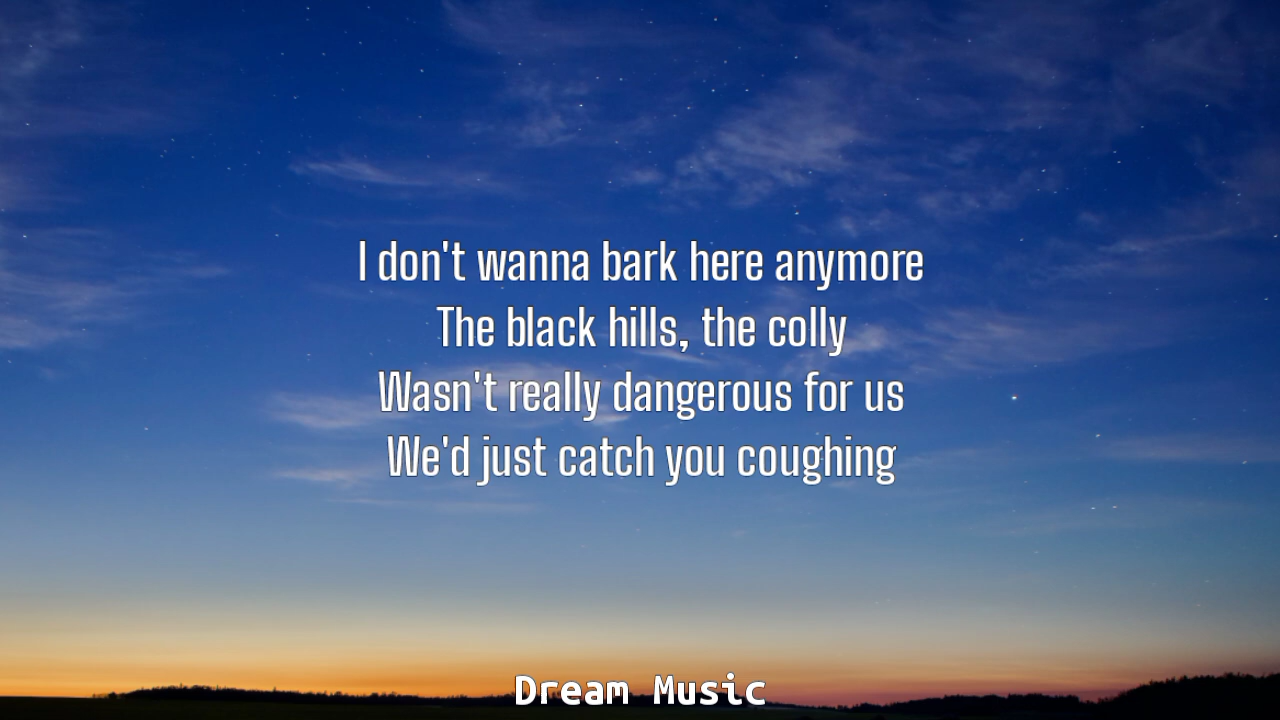 I don't wanna bark here anymore
The black hills, the colly
Wasn't really dangerous for us
We'd just catch you coughing
Dream Music